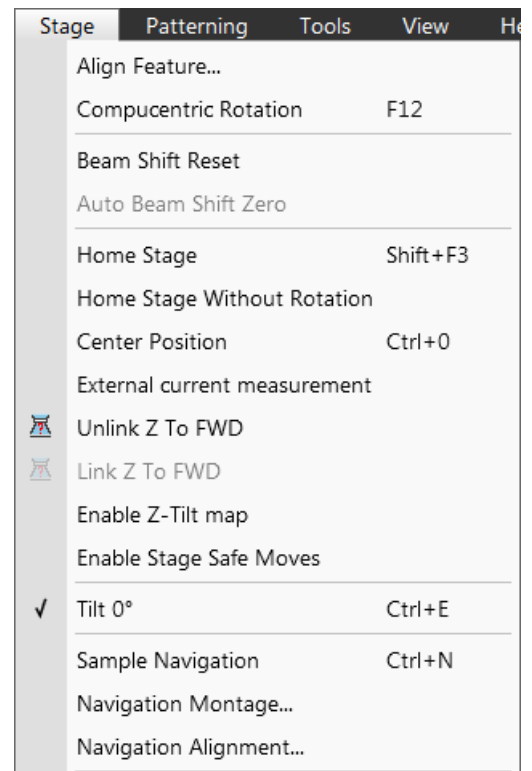 Stage Patterning Tools View He
Align Feature...
Compucentric Rotation F12
Beam Shift Reset
Auto Beam Shift Zero
Home Stage Shift+F3
Home Stage Without Rotation
Center Position Ctrl+0
External current measurement
Unlink Z To FWD
Link Z To FWD
Enable Z-Tilt map
Enable Stage Safe Moves
Tilt 0° Ctrl+E
Sample Navigation Ctrl+N
Navigation Montage...
Navigation Alignment...